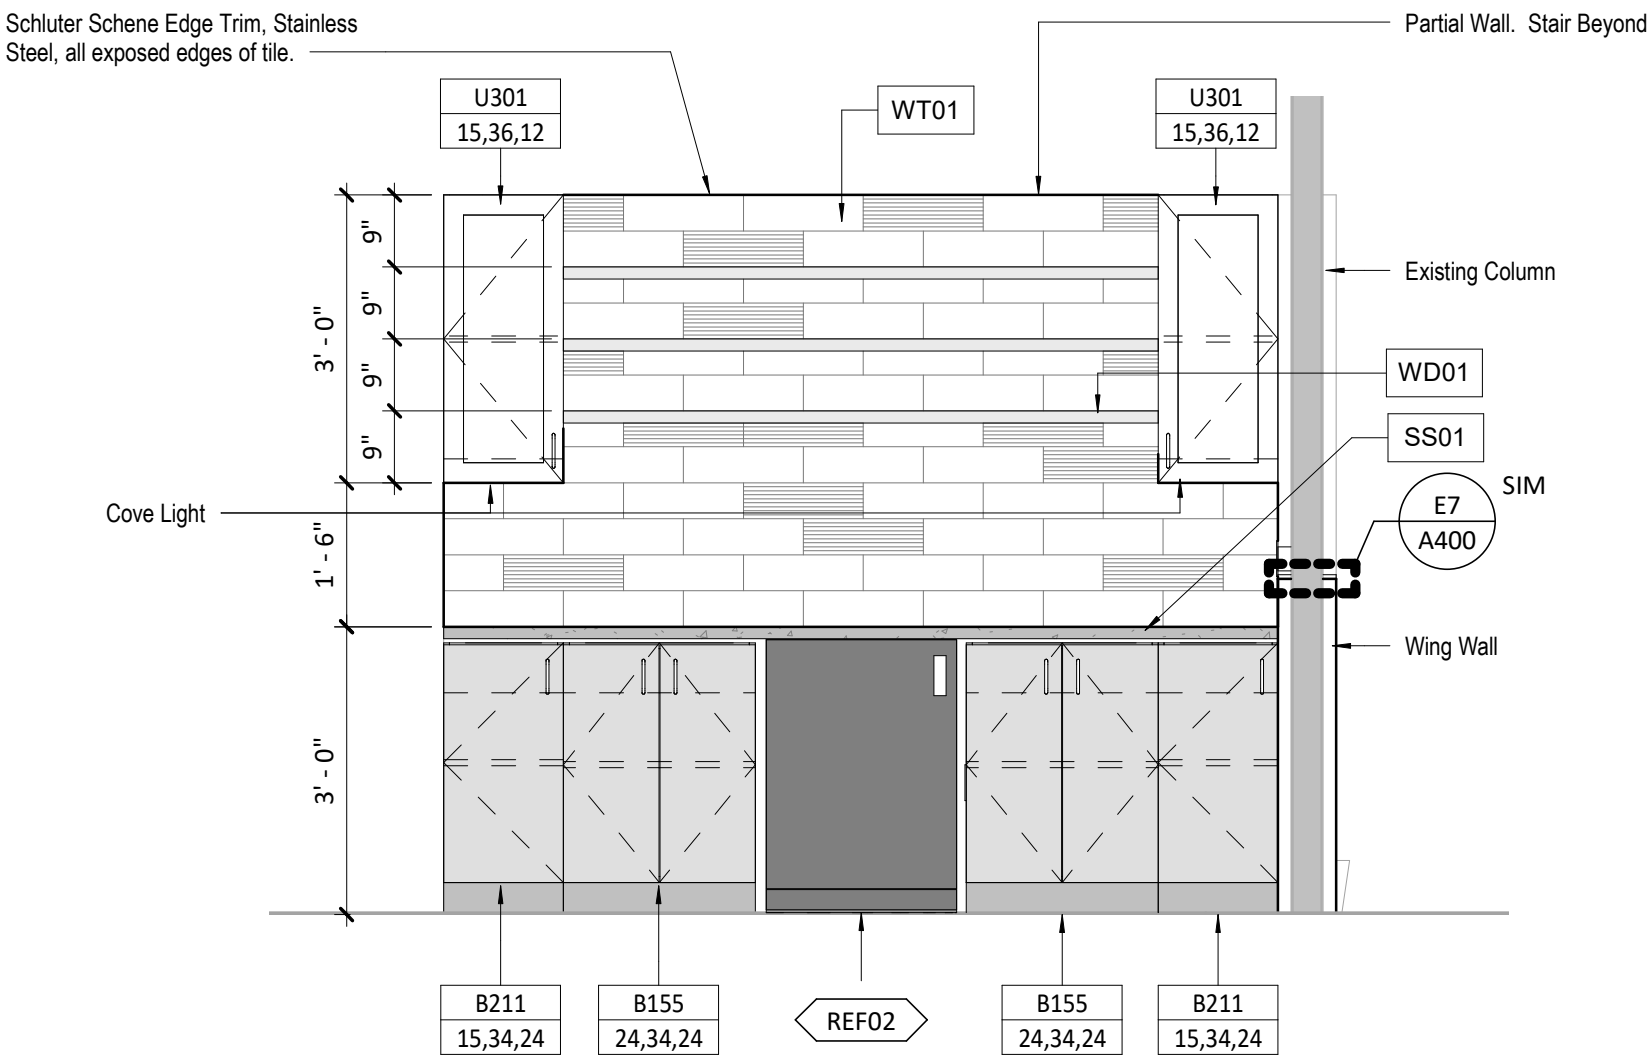 Schluter Schene Edge Trim, Stainless
Steel, all exposed edges of tile.
Partial Wall. Stair Beyond
U301
15,36,12
WT01
U301
15,36,12
9"
9"
9"
9"
3' - 0"
1' - 6"
3' - 0"
Existing Column
WD01
SS01
SIM
E7
A400
Cove Light
Wing Wall
B211
15,34,24
B155
24,34,24
REF02
B155
24,34,24
B211
15,34,24